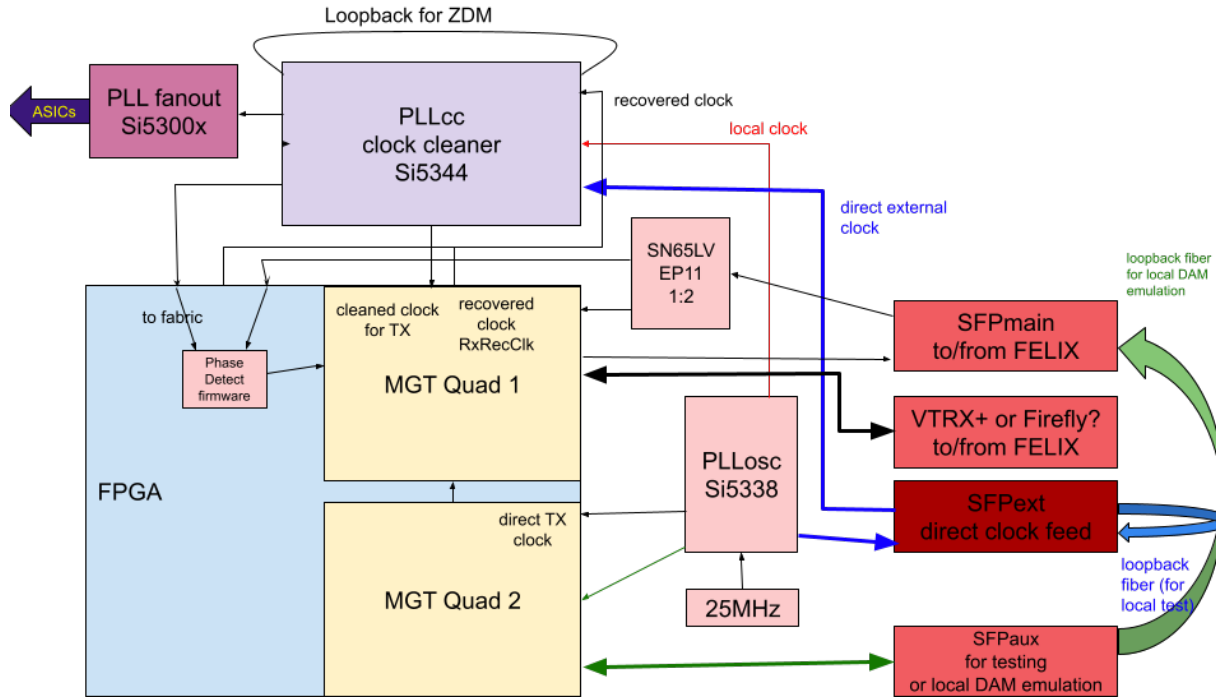 Loopback for ZDM
ASICs
PLL fanout
Si5300x
PLLcc
clock cleaner
Si5344
recovered clock
local clock
direct external
clock
SN65LV
EP11
1:2
loopback fiber
for local DAM
emulation
to fabric
cleaned clock
for TX
recovered
clock
RxRecClk
Phase
Detect
firmware
MGT Quad 1
SFPmain
to/from FELIX
VTRX+ or Firefly?
to/from FELIX
PLLosc
Si5338
FPGA
SFPext
direct clock feed
direct TX
clock
MGT Quad 2
25MHz
loopback
fiber (for
local test)
SFPaux
for testing
or local DAM emulation